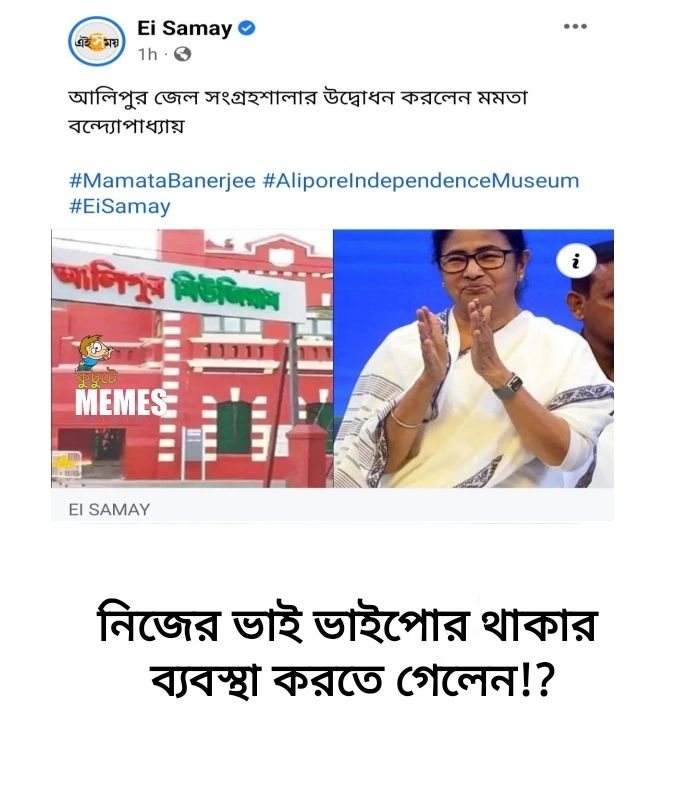 এই সময়
Ei Samay
1h
আলিপুর জেল সংগ্রহশালার উদ্বোধন করলেন মমতা
বন্দ্যোপাধ্যায়
#MamataBanerjee #AliporeIndependenceMuseum
#EiSamay
আলিপুর মিউজিয়াম
i
কুচুটে
MEMES
EI SAMAY
নিজের ভাই ভাইপোর থাকার
ব্যবস্থা করতে গেলেন!?